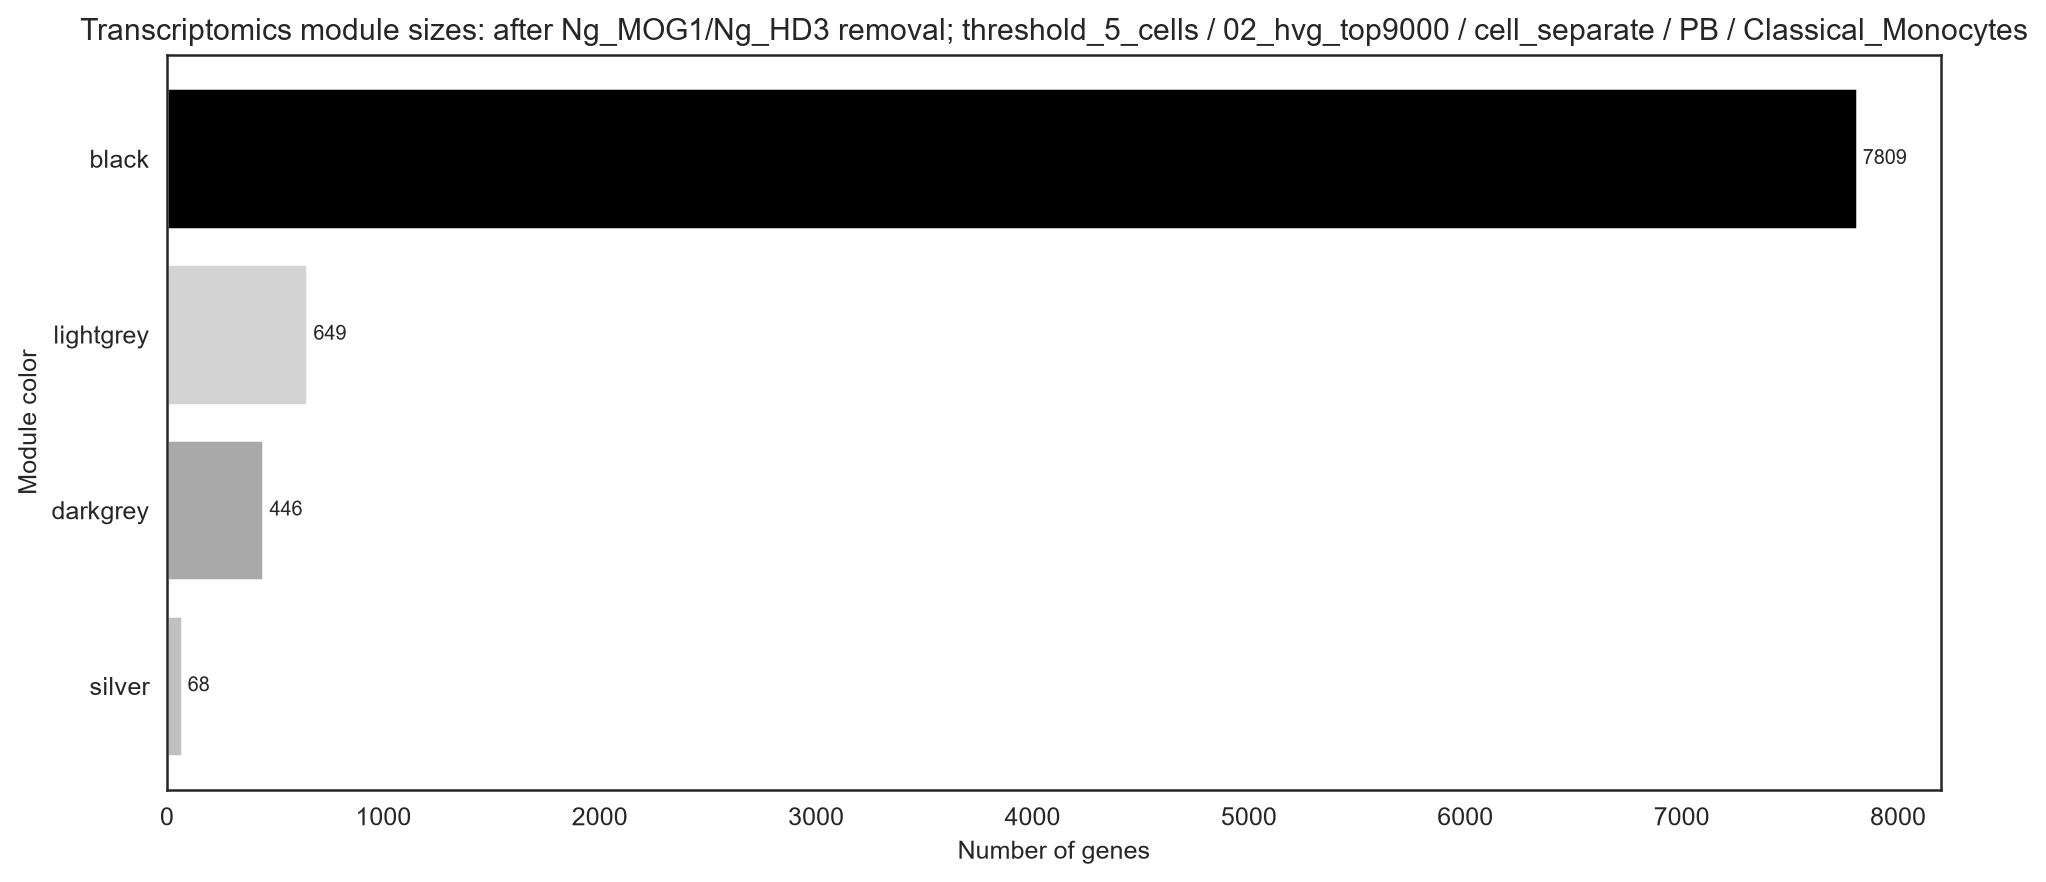 Transcriptomics module sizes: after Ng_MOG1/Ng_HD3 removal; threshold_5_cells / 02_hvg_top9000 / cell_separate / PB / Classical_Monocytes
black
7809
lightgrey
649
darkgrey
446
silver
68
Module color
0 1000 2000 3000 4000 5000 6000 7000 8000
Number of genes